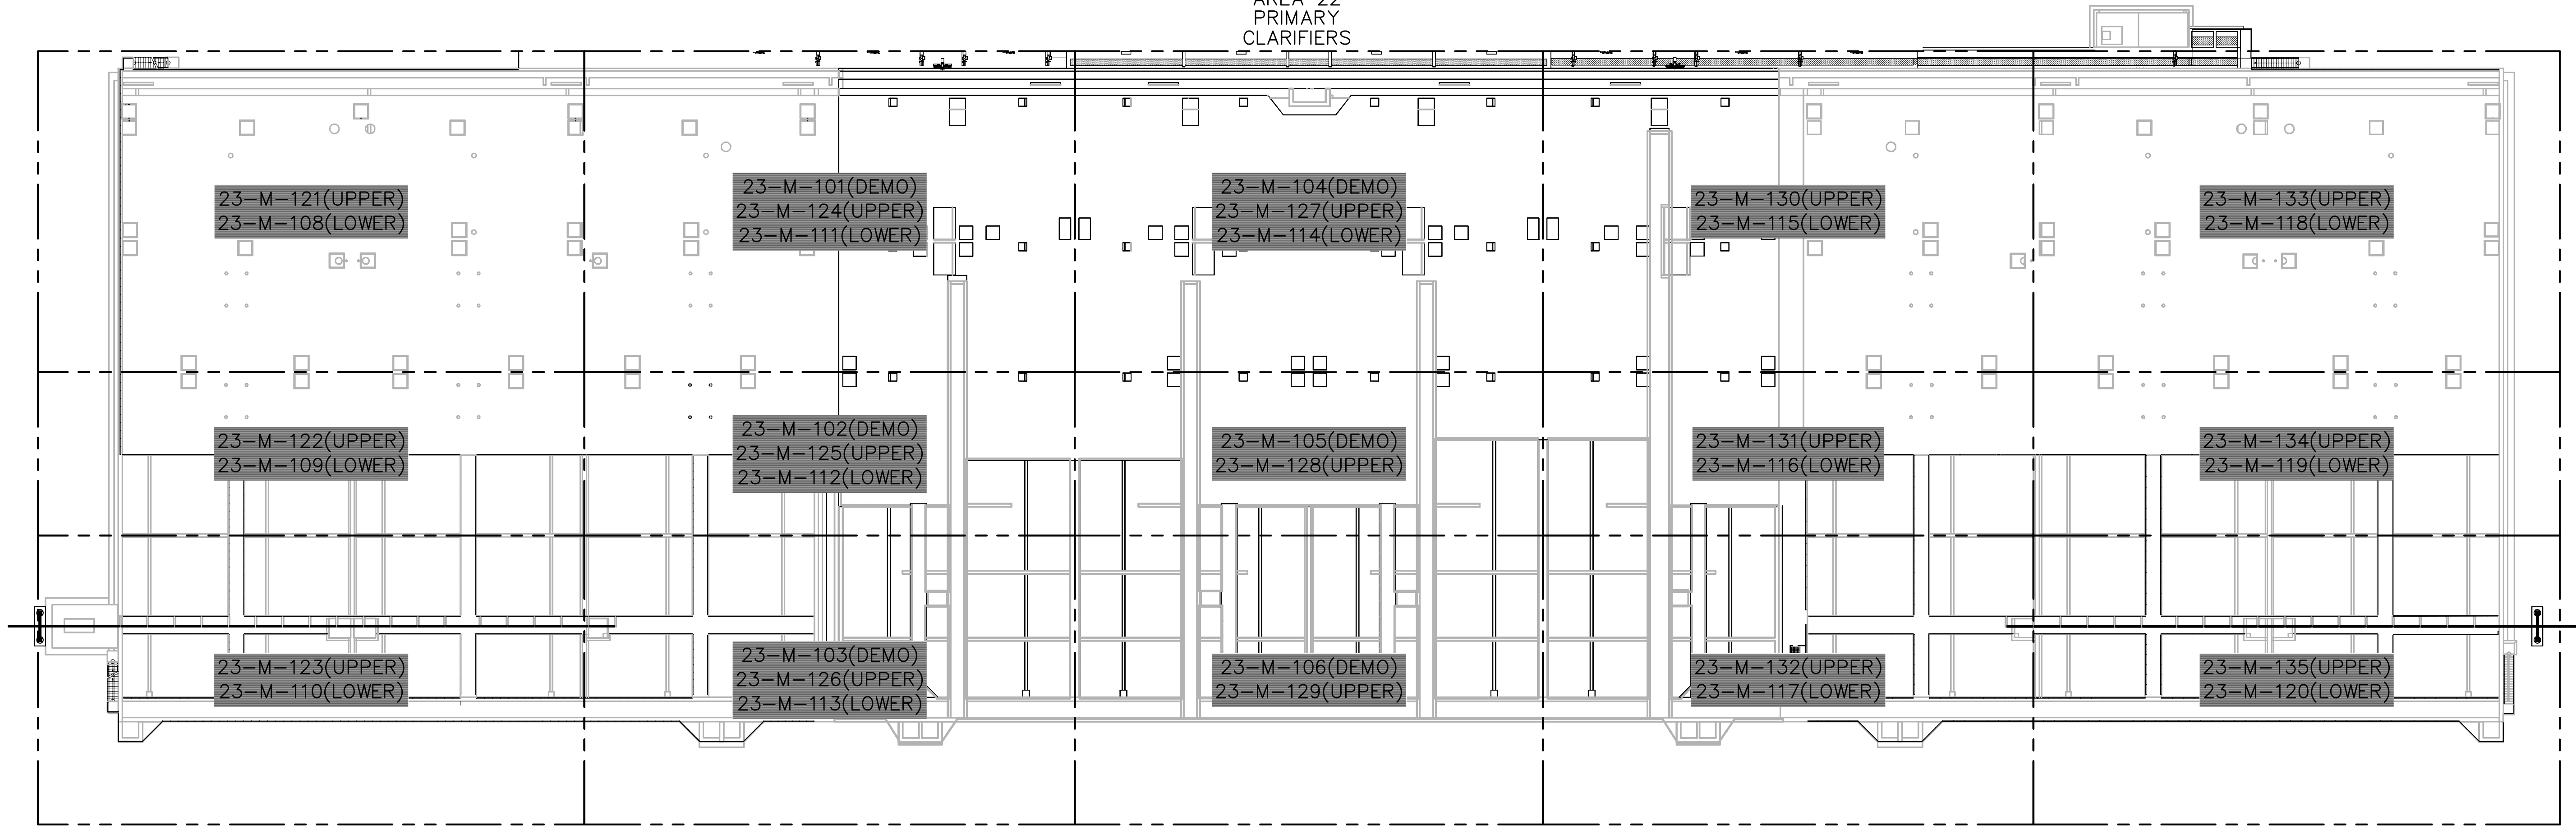 AREA 22
PRIMARY
CLARIFIERS
23-M-121(UPPER)
23-M-108(LOWER)
23-M-101(DEMO)
23-M-124(UPPER)
23-M-111(LOWER)
23-M-104(DEMO)
23-M-127(UPPER)
23-M-114(LOWER)
23-M-130(UPPER)
23-M-115(LOWER)
23-M-133(UPPER)
23-M-118(LOWER)
23-M-122(UPPER)
23-M-109(LOWER)
23-M-102(DEMO)
23-M-125(UPPER)
23-M-112(LOWER)
23-M-105(DEMO)
23-M-128(UPPER)
23-M-131(UPPER)
23-M-116(LOWER)
23-M-134(UPPER)
23-M-119(LOWER)
23-M-123(UPPER)
23-M-110(LOWER)
23-M-103(DEMO)
23-M-126(UPPER)
23-M-113(LOWER)
23-M-106(DEMO)
23-M-129(UPPER)
23-M-132(UPPER)
23-M-117(LOWER)
23-M-135(UPPER)
23-M-120(LOWER)